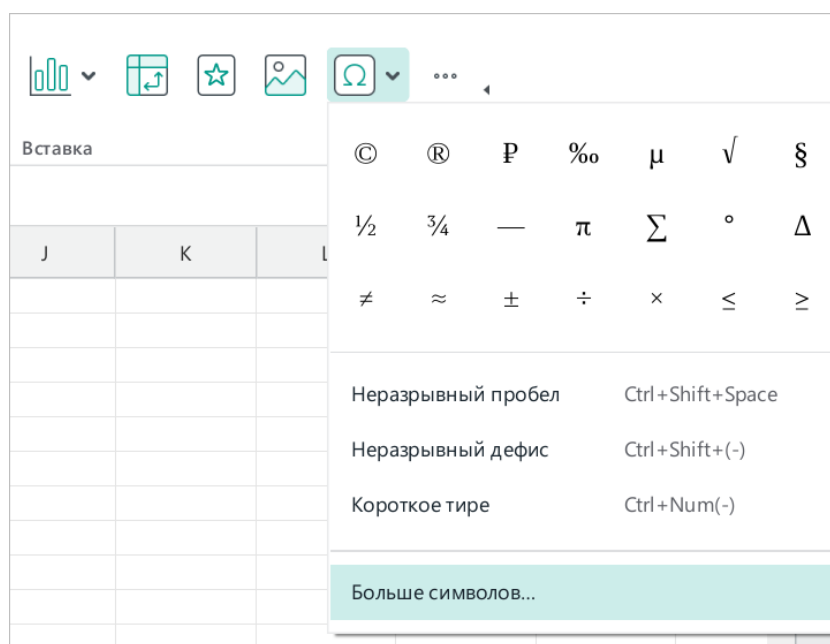 Ω
Вставка
© ® ₽ ‰ µ √ §
½ ¾ — π ∑ ° Δ
J K
≠ ≈ ± ÷ × ≤ ≥
Неразрывный пробел Ctrl+Shift+Space
Неразрывный дефис Ctrl+Shift+(-)
Короткое тире Ctrl+Num(-)
Больше символов...